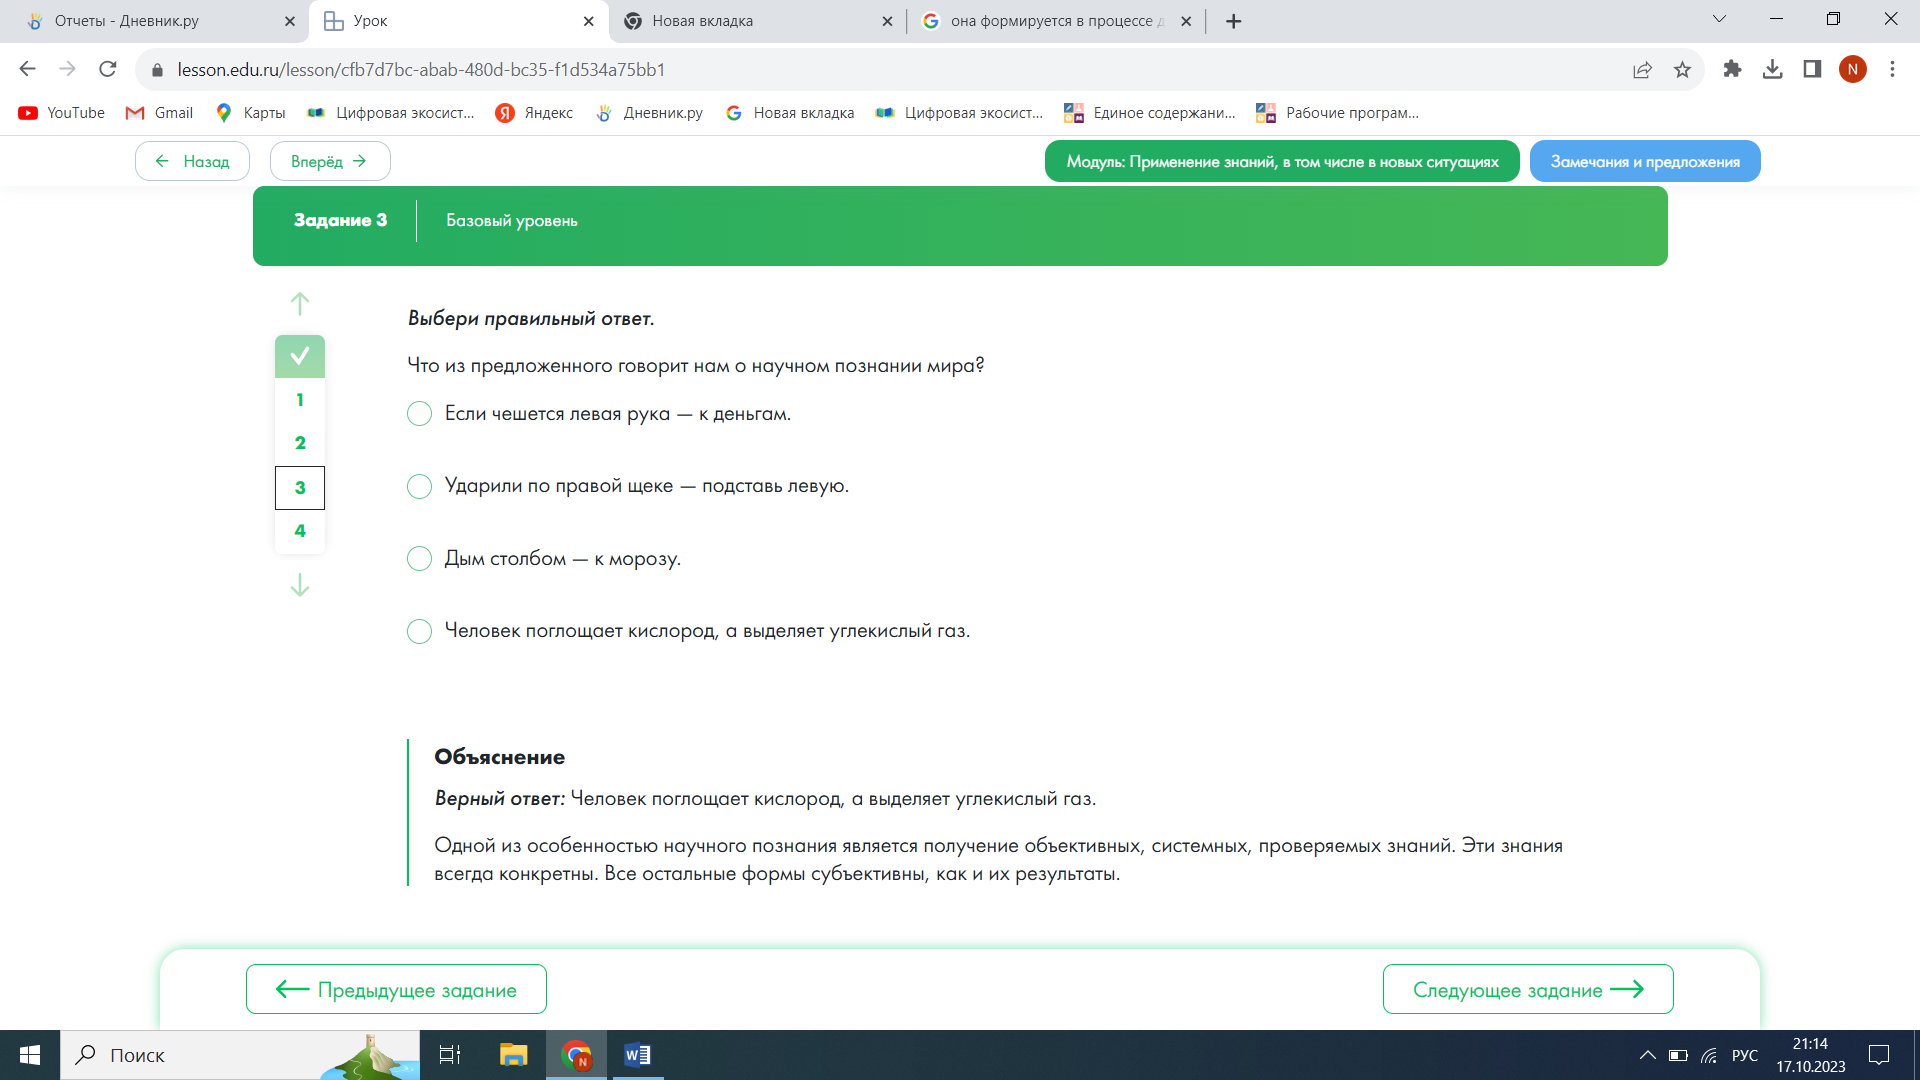 Отчеты - Дневник.ру
Урок
Новая вкладка
она формируется в процессе д
lesson.edu.ru/lesson/cfb7d7bc-abab-480d-bc35-f1d534a75bb1
N
YouTube
Gmail
Карты
Цифровая экосист...
Яндекс
Дневник.ру
Новая вкладка
Цифровая экосист...
Единое содержани...
Рабочие програм...
Назад
Вперёд
Модуль: Применение знаний, в том числе в новых ситуациях
Замечания и предложения
Задание 3
Базовый уровень
1
2
3
4
Выбери правильный ответ.
Что из предложенного говорит нам о научном познании мира?
Если чешется левая рука — к деньгам.
Ударили по правой щеке — подставь левую.
Дым столбом — к морозу.
Человек поглощает кислород, а выделяет углекислый газ.
Объяснение
Верный ответ: Человек поглощает кислород, а выделяет углекислый газ.
Одной из особенностью научного познания является получение объективных, системных, проверяемых знаний. Эти знания
всегда конкретны. Все остальные формы субъективны, как и их результаты.
Предыдущее задание
Следующее задание
Поиск
N
W
РУС
21:14
17.10.2023